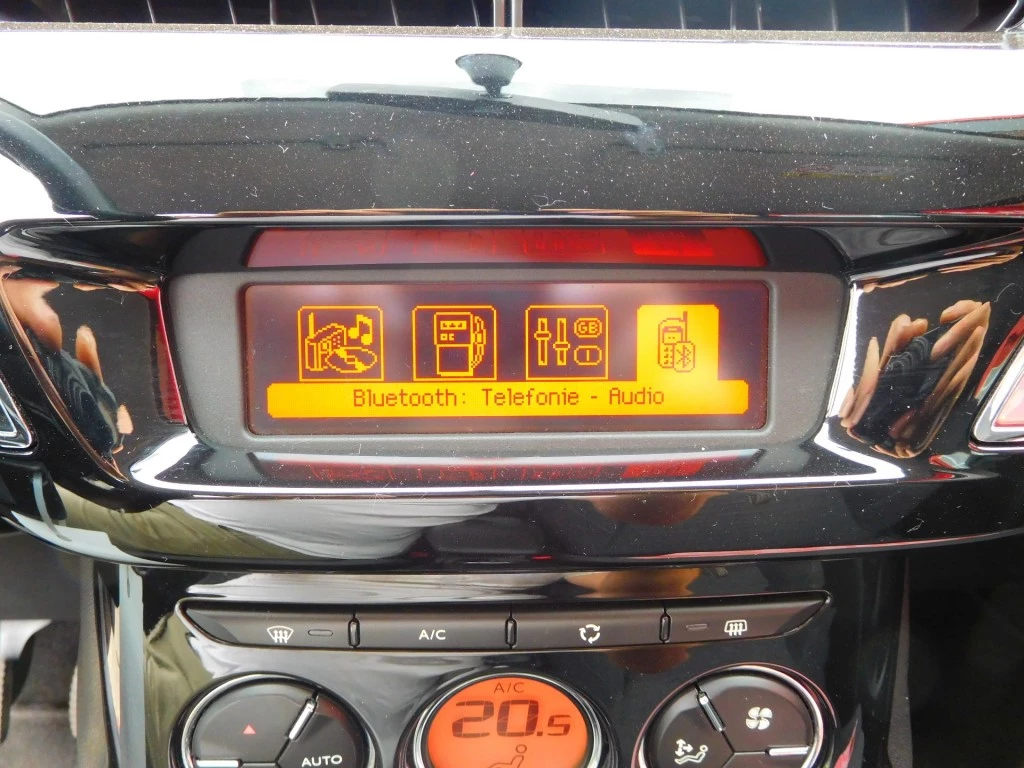 GB
Bluetooth: Telefonie - Audio
A/C
A/C
20.5
AUTO